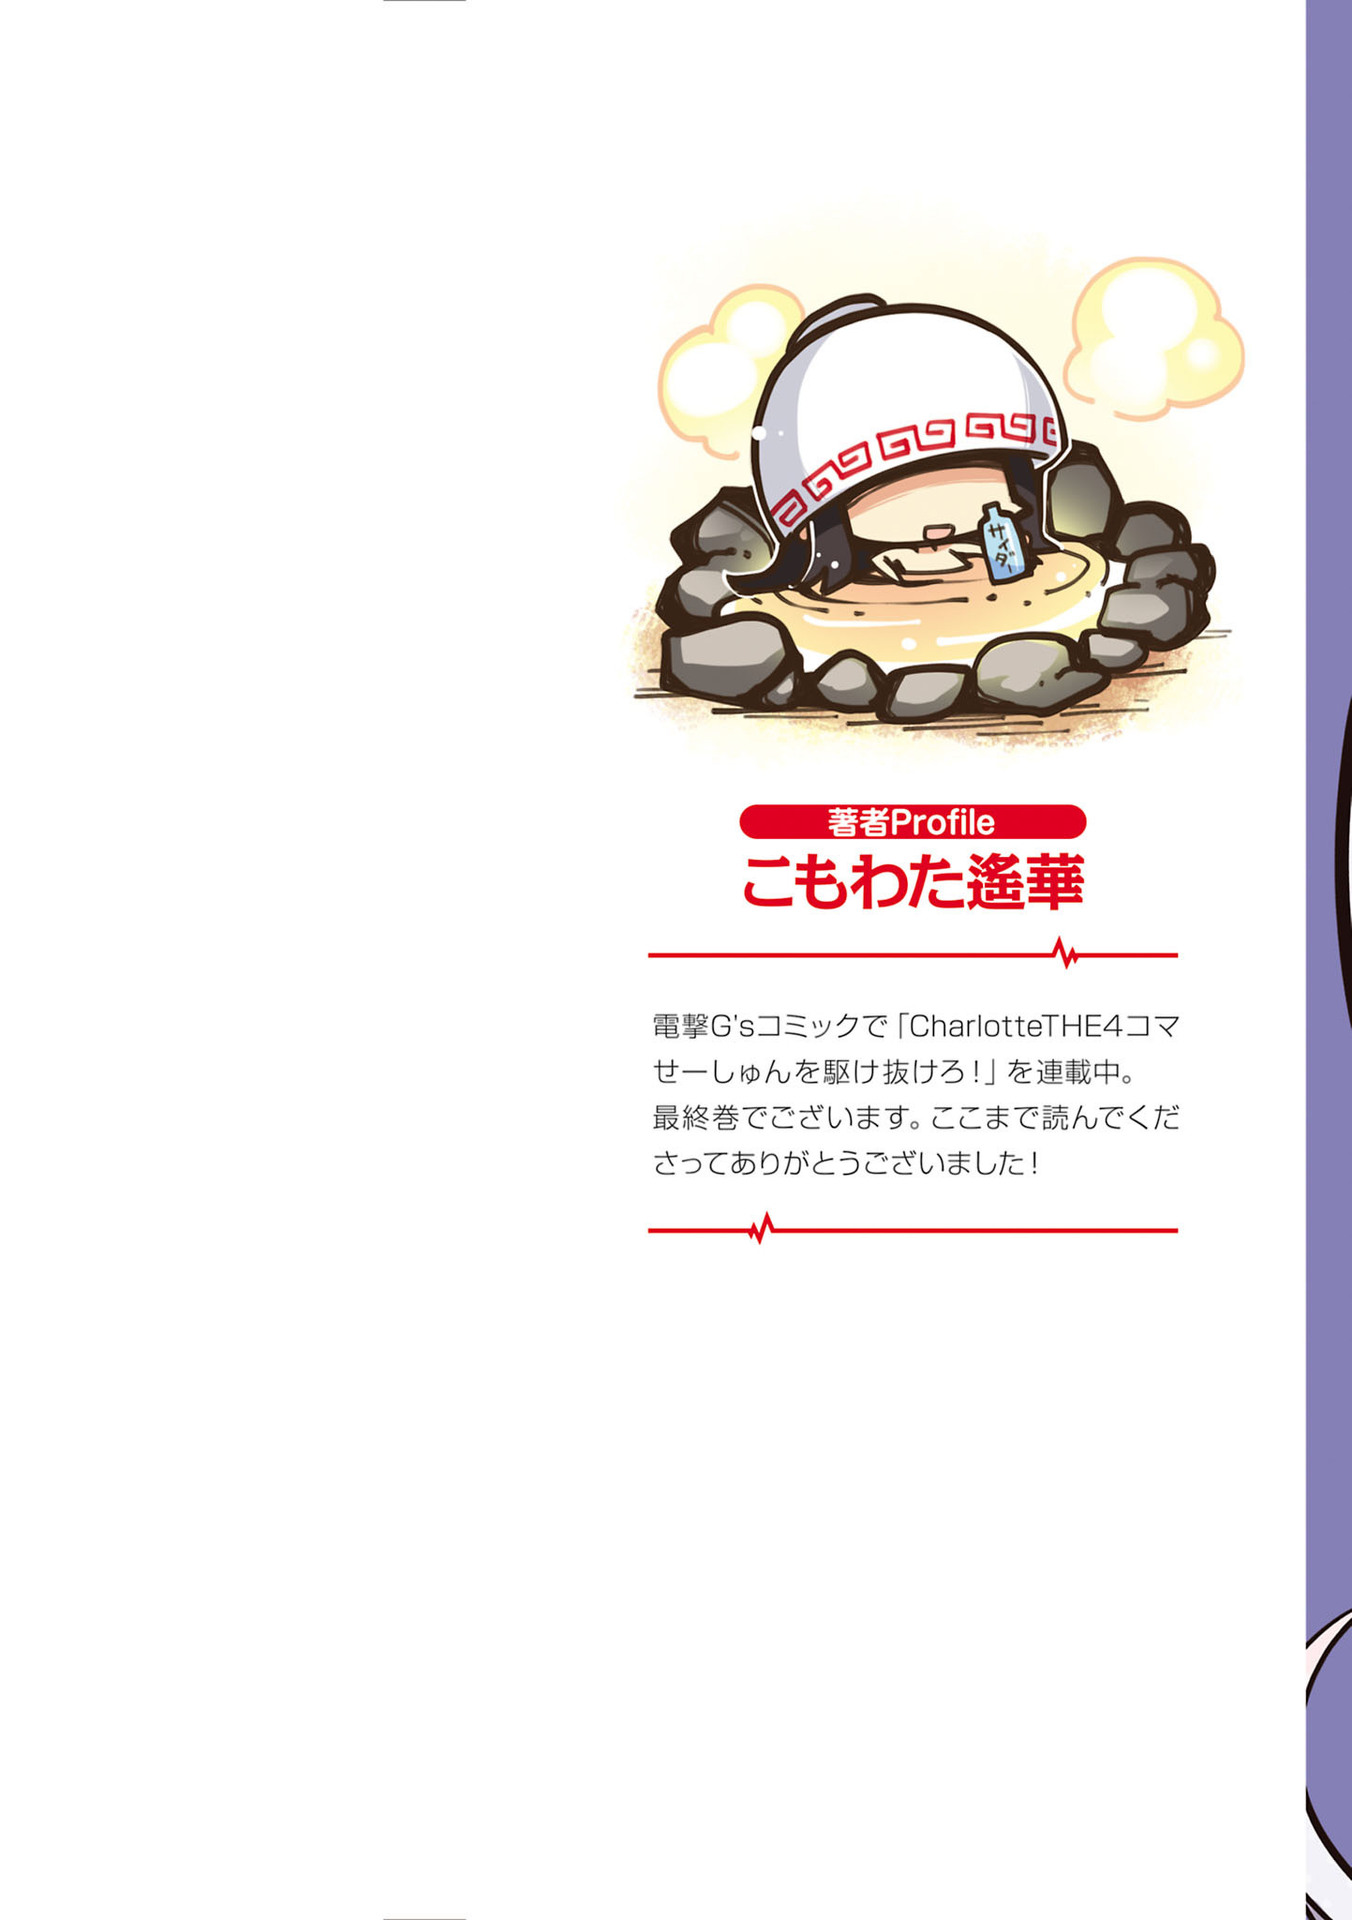 サイダー
著者Profile
こもわた遙華
電撃G'sコミックで「CharlotteTHE4コマ
せーしゅんを駆け抜けろ！」を連載中。
最終巻でございます。ここまで読んでくだ
さってありがとうございました！